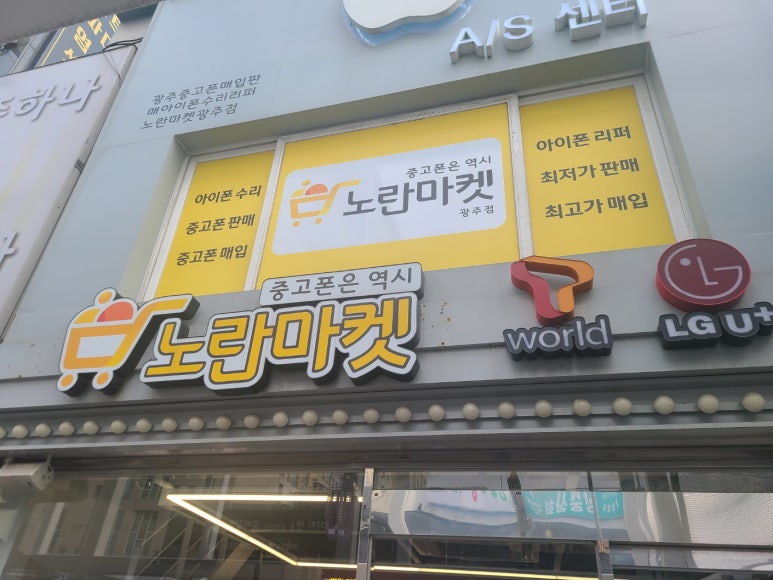 A/S 센터
광주중고폰매입판
매아이폰수리리퍼
노란마켓광주점
아이폰 수리
중고폰 판매
중고폰 매입
중고폰은 역시
노란마켓
광주점
아이폰 리퍼
최저가 판매
최고가 매입
중고폰은 역시
노란마켓
T world
LG U+
하나